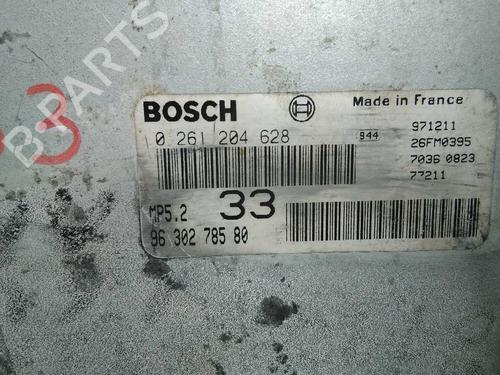 B-PARTS
3
BOSCH
Made in France
0 261 204 628
944
971211
26FM0395
7036 0823
77211
MP5.2
33
96 302 785 80